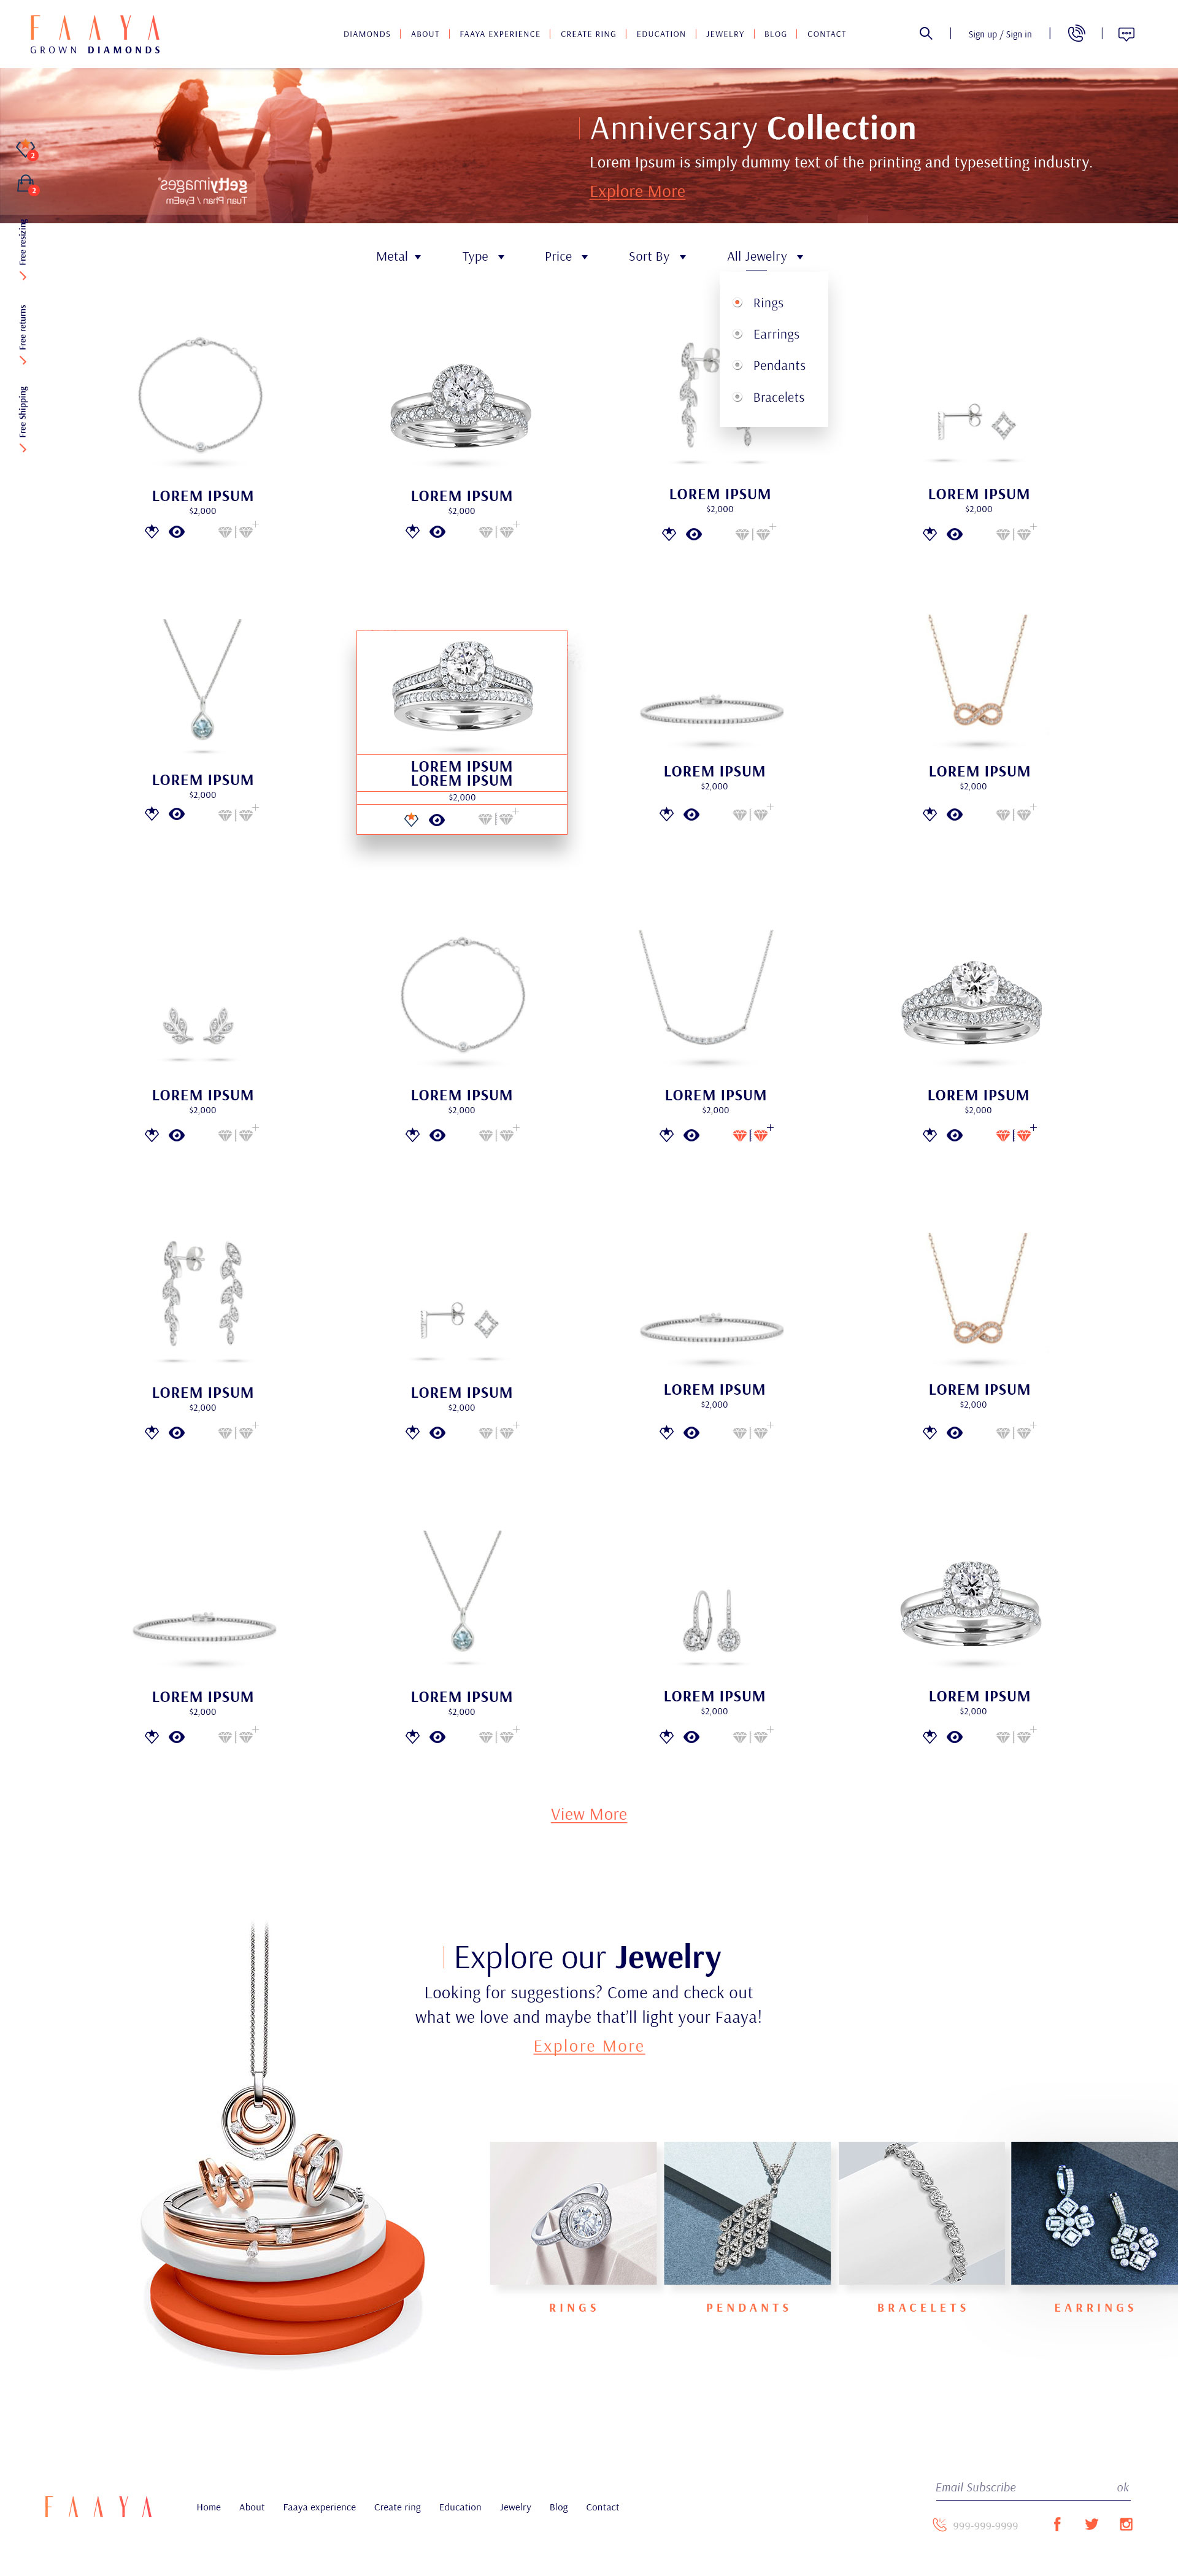 FAAYA
GROWN DIAMONDS
DIAMONDS
ABOUT
FAAYA EXPERIENCE
CREATE RING
EDUCATION
JEWELRY
BLOG
CONTACT
Sign up / Sign in
Anniversary Collection
Lorem Ipsum is simply dummy text of the printing and typesetting industry.
Explore More
gettyimages®
Tuan Phan / EyeEm
2
2
Free resizing
Free returns
Free Shipping
Metal
Type
Price
Sort By
All Jewelry
Rings
Earrings
Pendants
Bracelets
LOREM IPSUM
$2,000
LOREM IPSUM
$2,000
LOREM IPSUM
$2,000
LOREM IPSUM
$2,000
LOREM IPSUM
$2,000
LOREM IPSUM
LOREM IPSUM
$2,000
LOREM IPSUM
$2,000
LOREM IPSUM
$2,000
LOREM IPSUM
$2,000
LOREM IPSUM
$2,000
LOREM IPSUM
$2,000
LOREM IPSUM
$2,000
LOREM IPSUM
$2,000
LOREM IPSUM
$2,000
LOREM IPSUM
$2,000
LOREM IPSUM
$2,000
LOREM IPSUM
$2,000
LOREM IPSUM
$2,000
LOREM IPSUM
$2,000
LOREM IPSUM
$2,000
View More
Explore our Jewelry
Looking for suggestions? Come and check out
what we love and maybe that'll light your Faaya!
Explore More
RINGS
PENDANTS
BRACELETS
EARRINGS
FAAYA
Home
About
Faaya experience
Create ring
Education
Jewelry
Blog
Contact
Email Subscribe
ok
999-999-9999